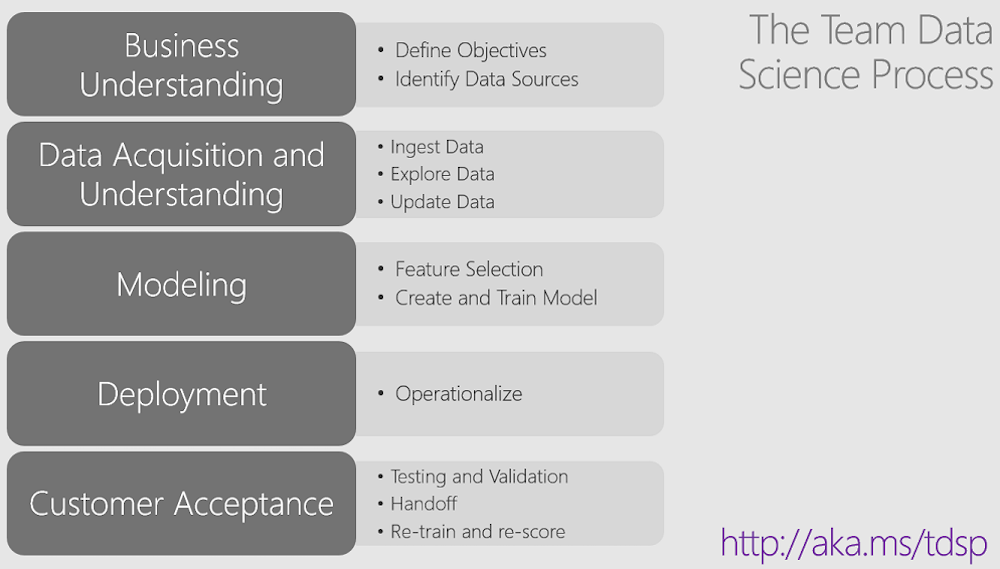 The Team Data
Science Process
Business
Understanding
• Define Objectives
• Identify Data Sources
Data Acquisition and
Understanding
• Ingest Data
• Explore Data
• Update Data
Modeling
• Feature Selection
• Create and Train Model
Deployment
• Operationalize
Customer Acceptance
• Testing and Validation
• Handoff
• Re-train and re-score
http://aka.ms/tdsp